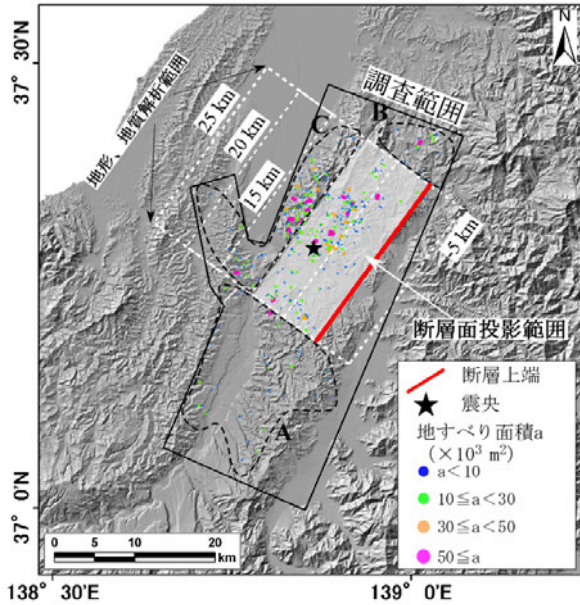 37° 30′N
N
地形、地質解析範囲
25 km
20 km
15 km
調査範囲
B
C
-5 km
断層面投影範囲
A
断層上端
震央
地すべり面積a
(×10³ m²)
a<10
10≦a<30
30≦a<50
50≦a
37° 0′N
0 5 10 20
km
138° 30′E
139° 0′E